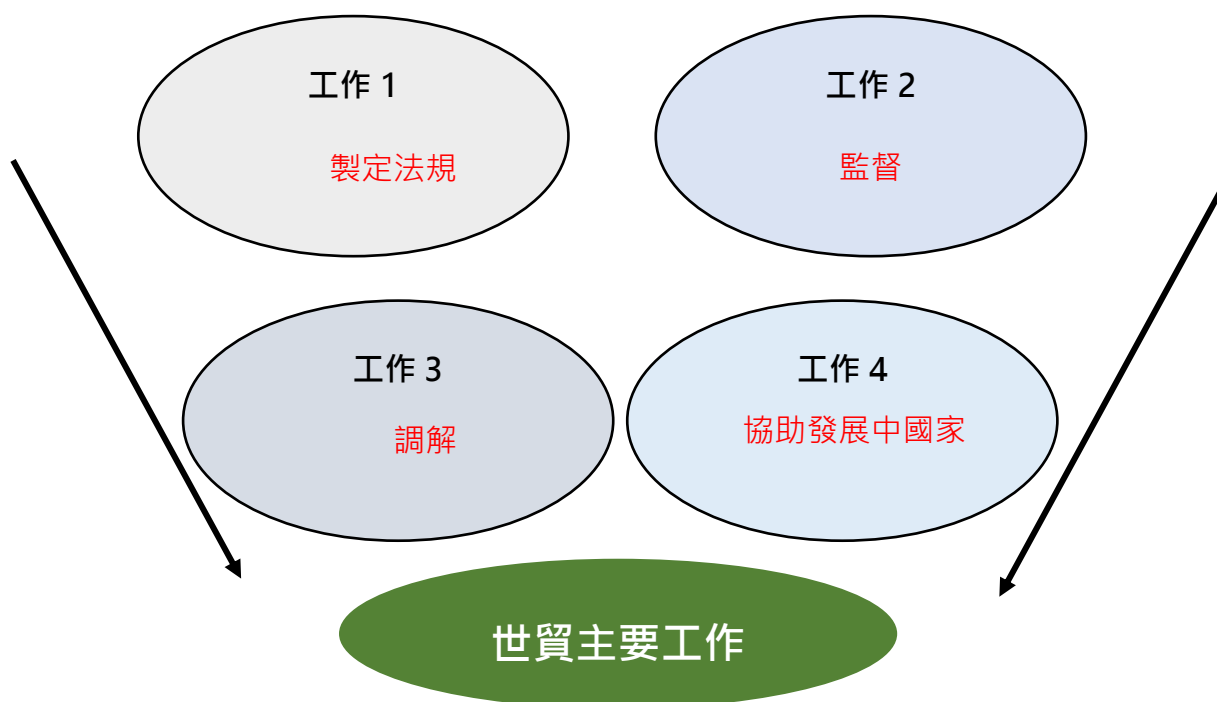 工作 1
製定法規
工作 2
監督
工作 3
調解
工作 4
協助發展中國家
世貿主要工作